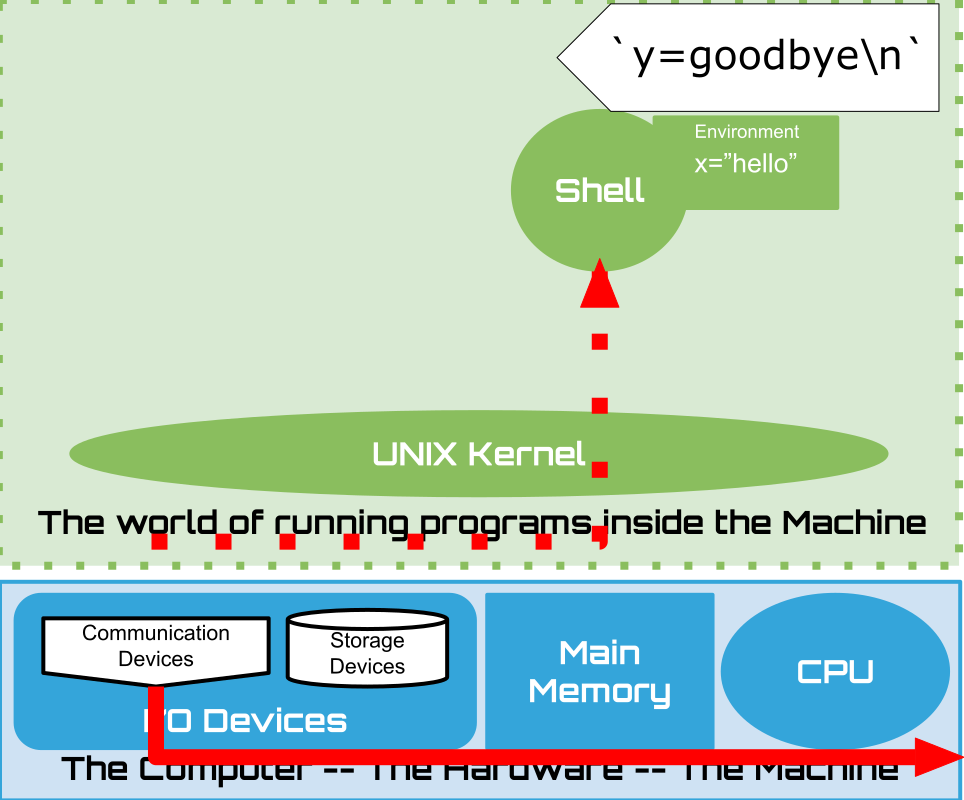 `y=goodbye\n`
Environment
x=”hello”
Shell
UNIX Kernel
The world of running programs inside the Machine
Communication
Devices
Storage
Devices
I/O Devices
Main
Memory
CPU
The Computer -- The Hardware -- The Machine